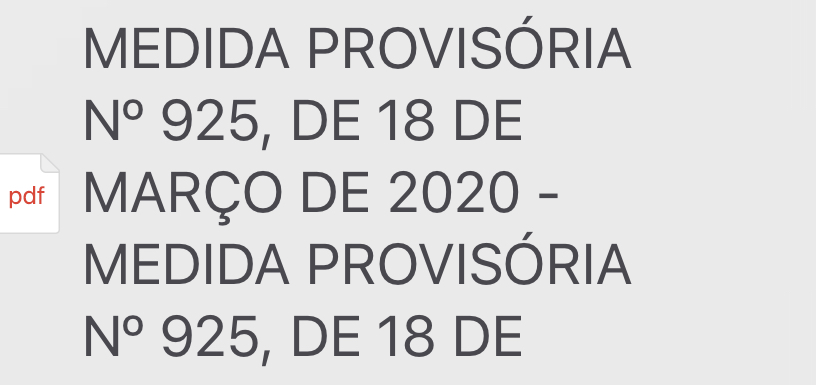 MEDIDA PROVISÓRIA
Nº 925, DE 18 DE
pdf MARÇO DE 2020 -
MEDIDA PROVISÓRIA
Nº 925, DE 18 DE